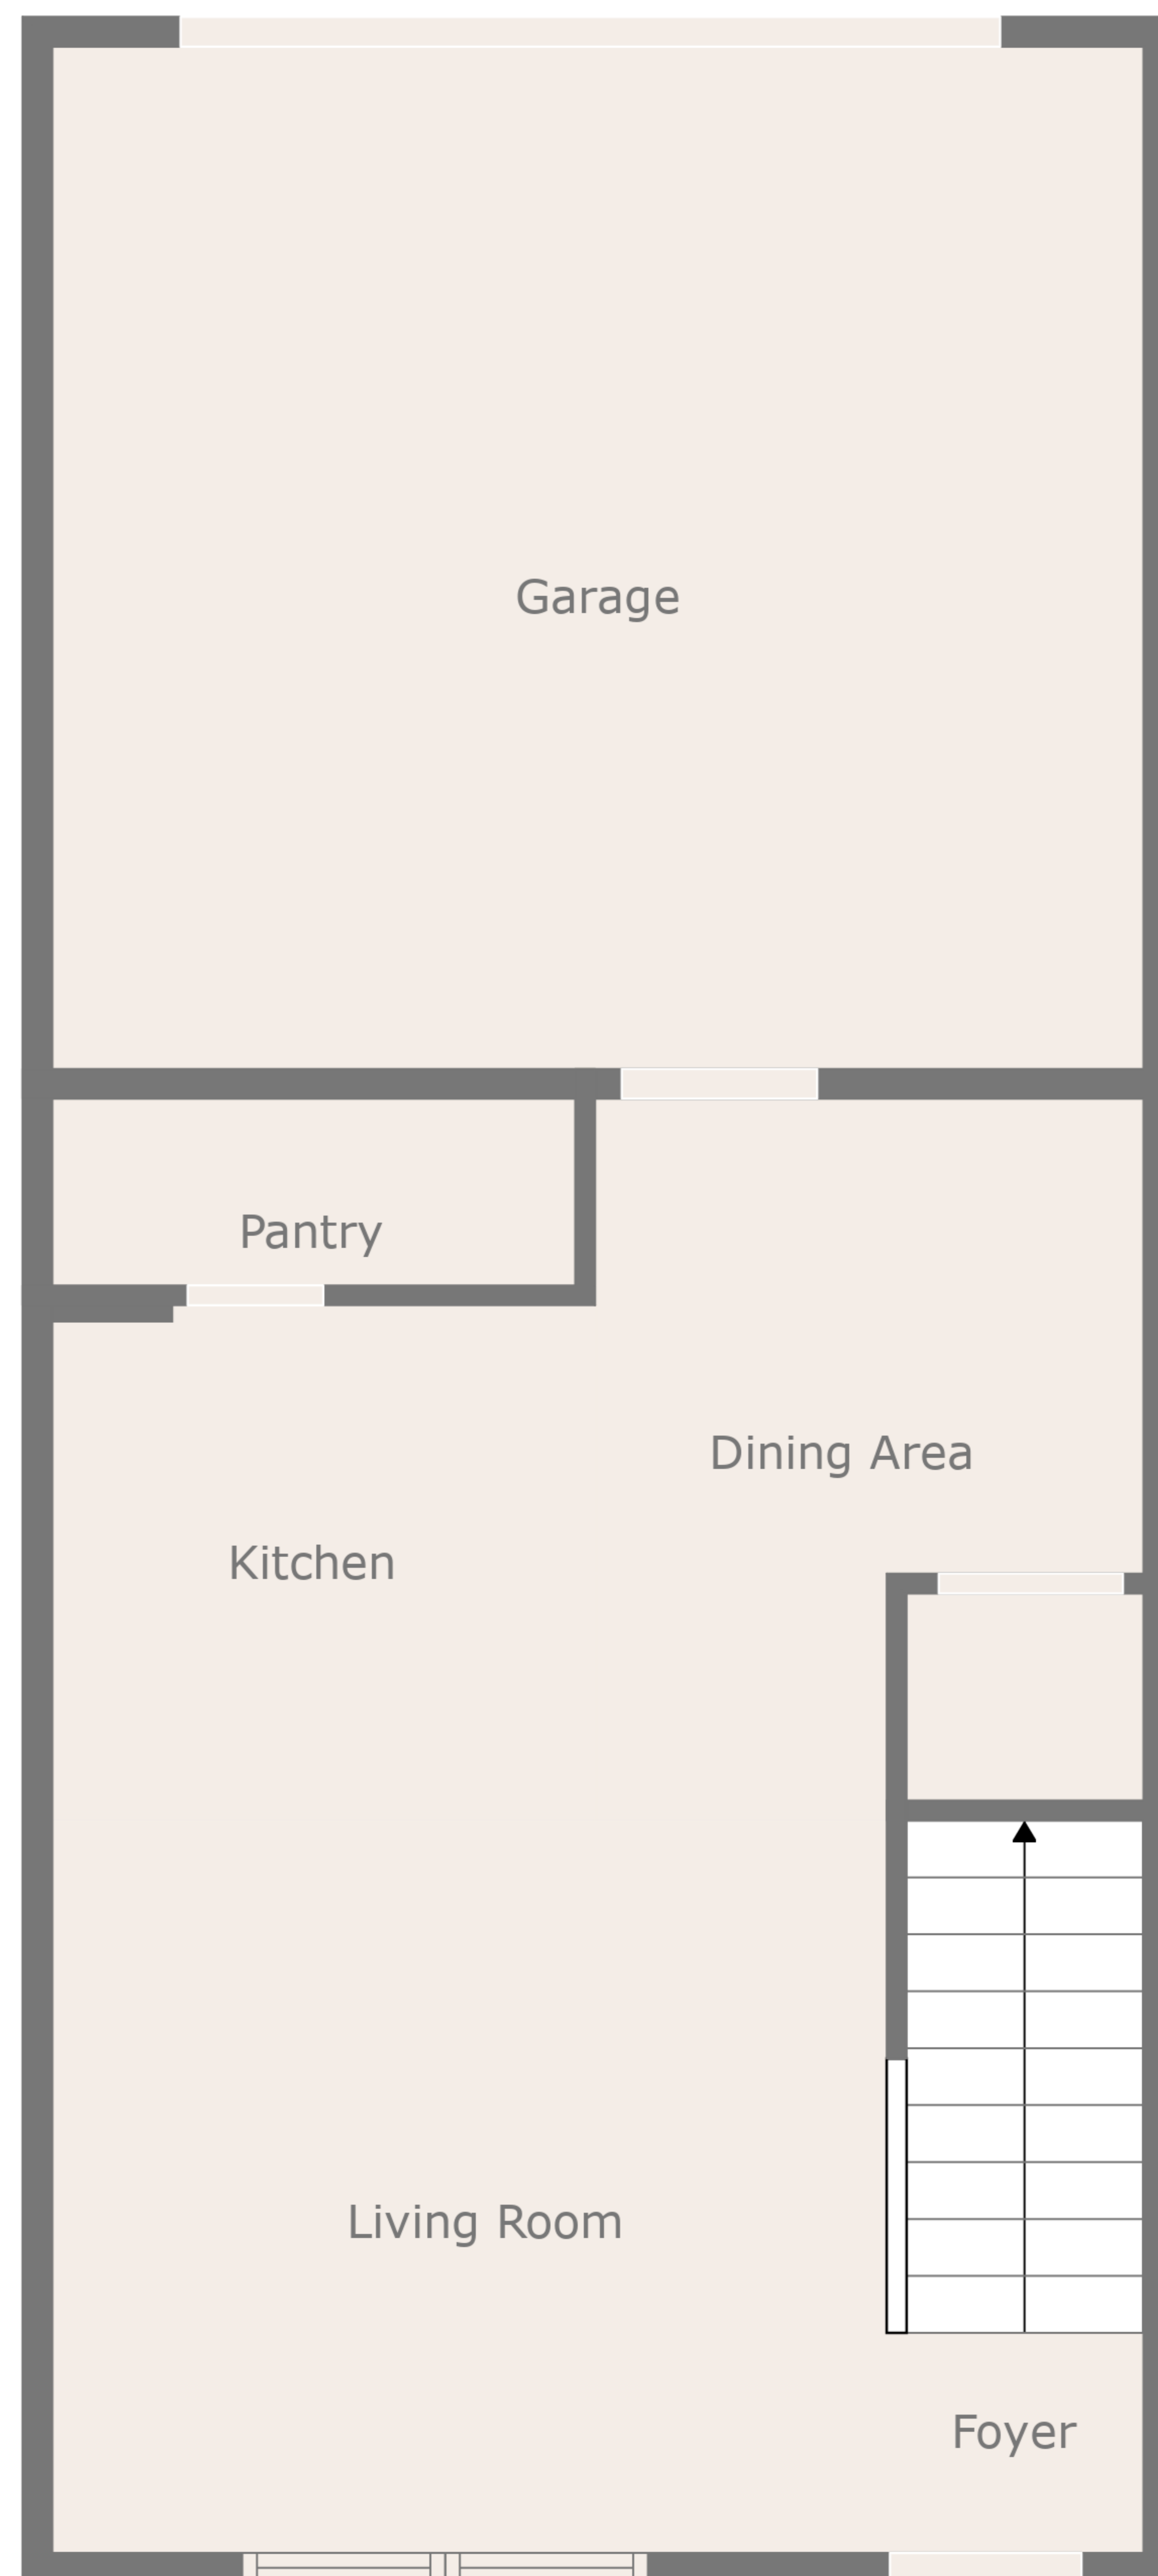 Garage
Pantry
Dining Area
Kitchen
Living Room
Foyer